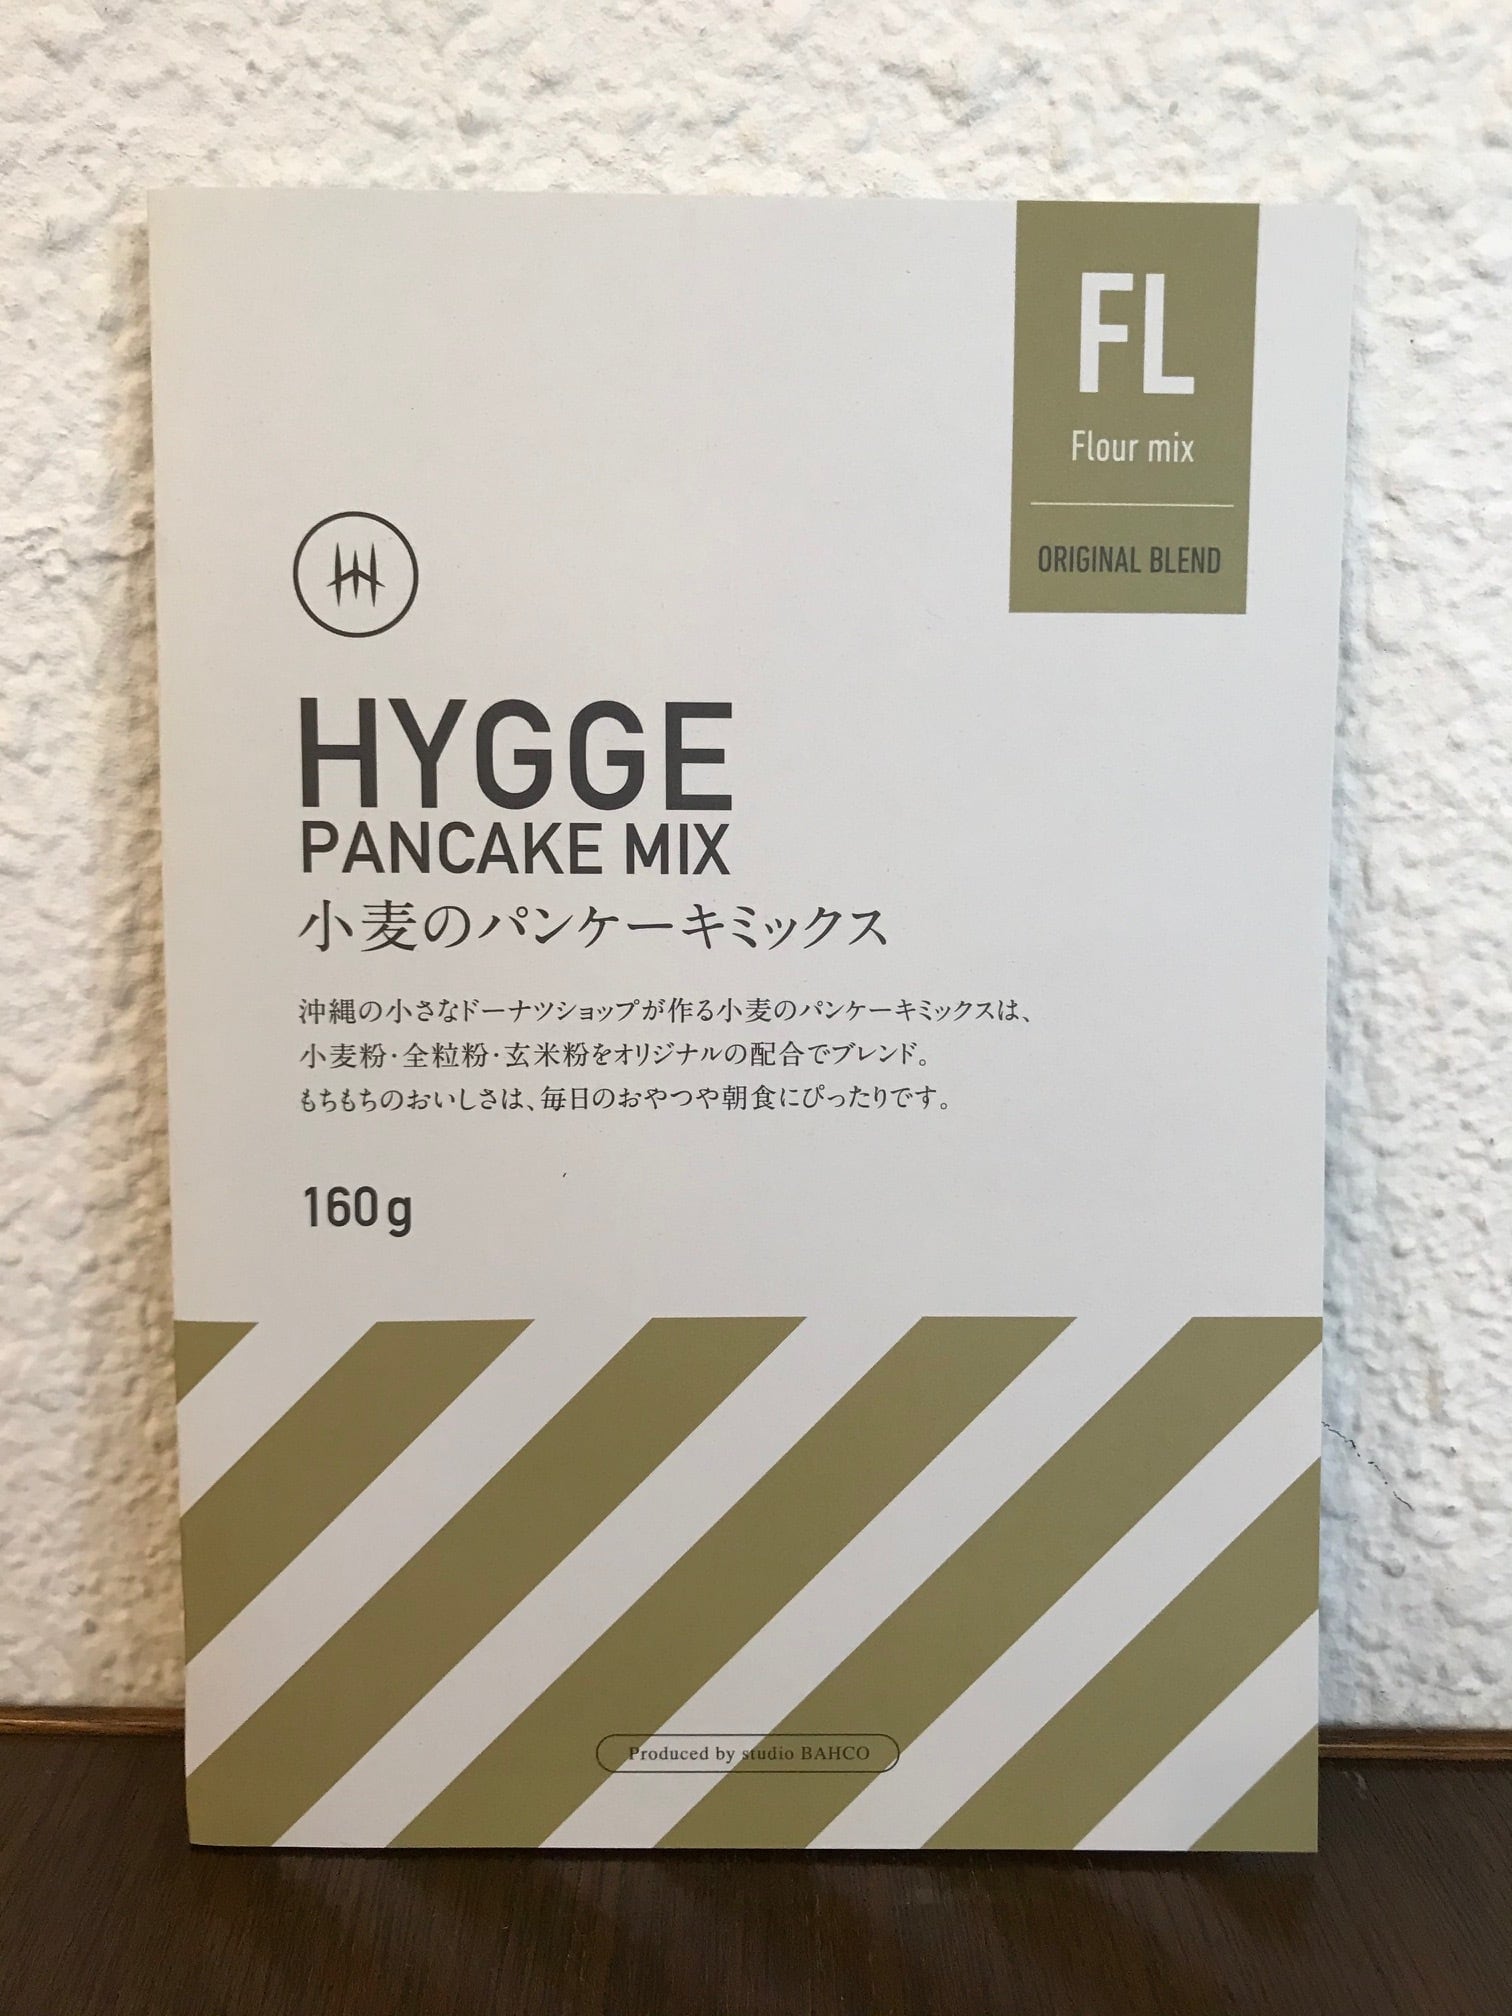 FL
Flour mix
ORIGINAL BLEND
HYGGE
PANCAKE MIX
小麦のパンケーキミックス
沖縄の小さなドーナツショップが作る小麦のパンケーキミックスは、
小麦粉・全粒粉・玄米粉をオリジナルの配合でブレンド。
もちもちのおいしさは、毎日のおやつや朝食にぴったりです。
160g
Produced by studio BAHCO